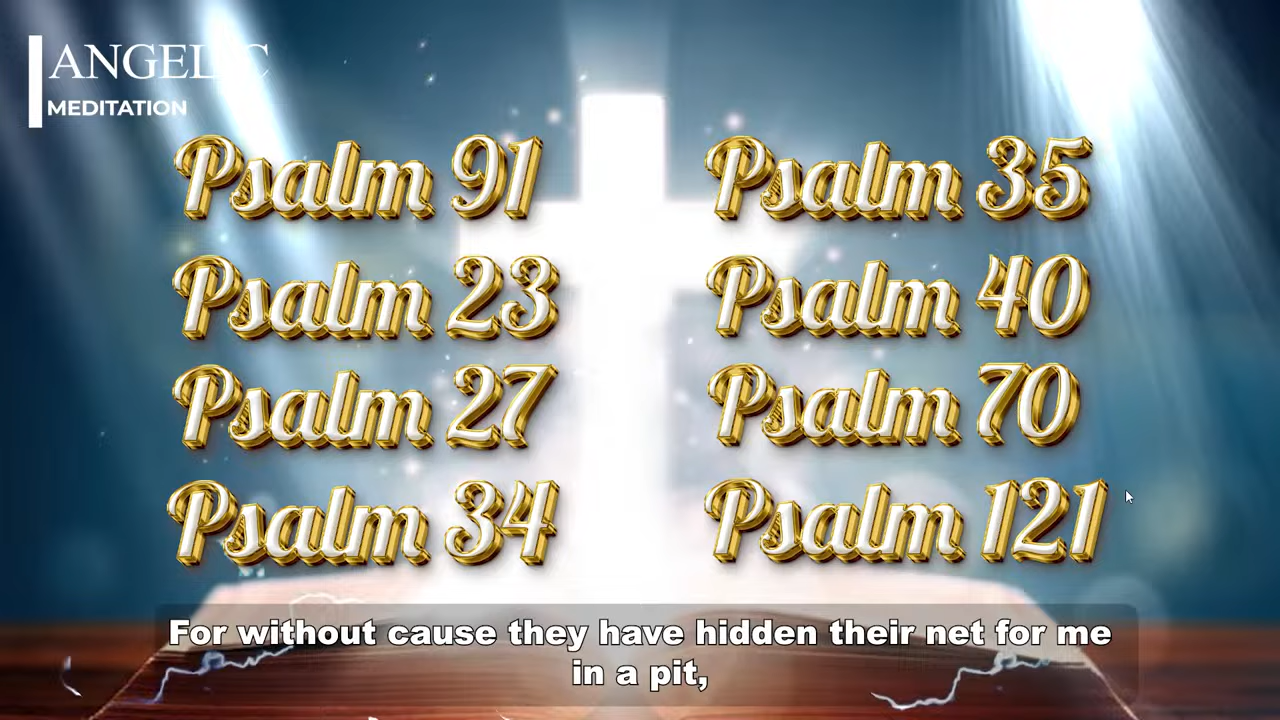 ANGELIC
MEDITATION
Psalm 91
Psalm 23
Psalm 27
Psalm 34
Psalm 35
Psalm 40
Psalm 70
Psalm 121
For without cause they have hidden their net for me
in a pit,